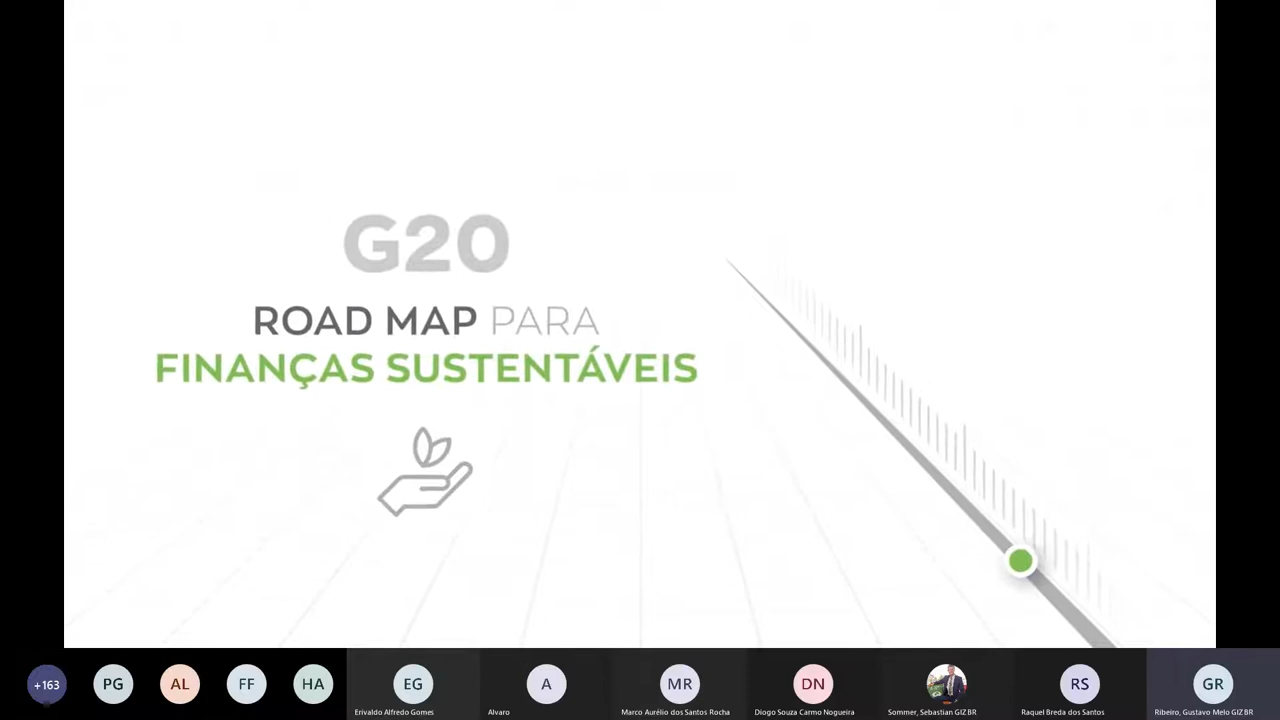 G20
ROAD MAP PARA
FINANÇAS SUSTENTÁVEIS
+163
PG
AL
FF
HA
EG
A
MR
DN
RS
GR
Erivaldo Alfredo Gomes
Alvaro
Marco Aurélio dos Santos Rocha
Diogo Souza Carmo Nogueira
Sommer, Sebastian GIZ BR
Raquel Breda dos Santos
Ribeiro, Gustavo Melo GIZ BR